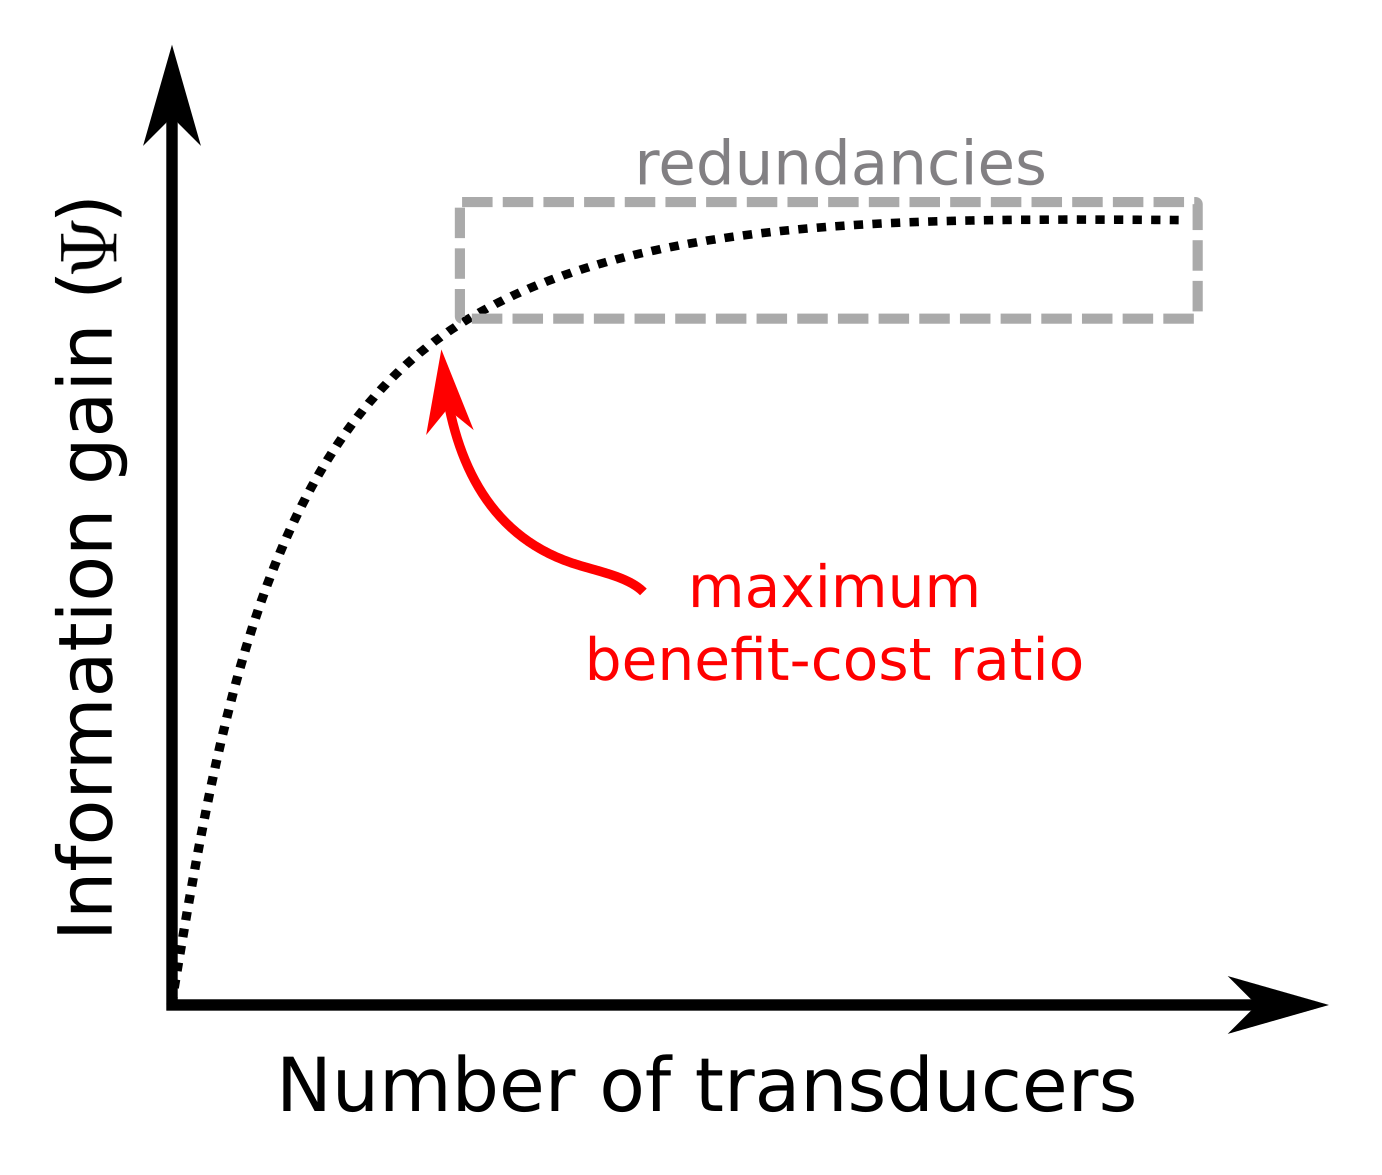 redundancies
Information gain (Ψ)
maximum
benefit-cost ratio
Number of transducers